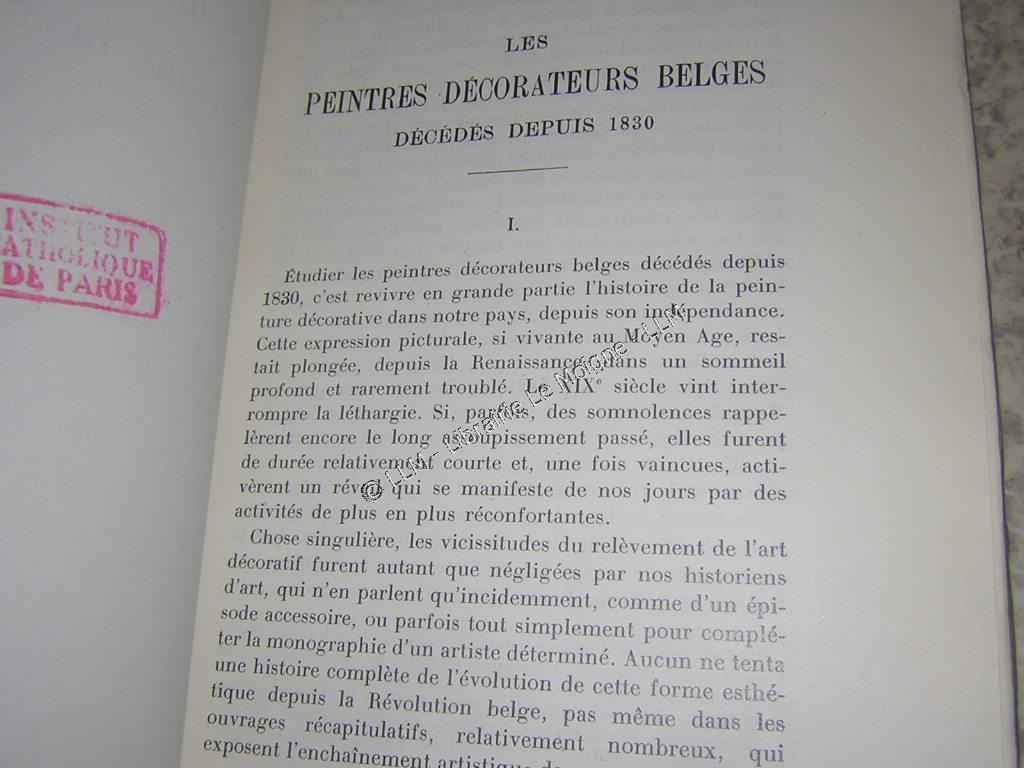 INSTITUT
CATHOLIQUE
DE PARIS
LES
PEINTRES DÉCORATEURS BELGES
DÉCÉDÉS DEPUIS 1830
I.
Étudier les peintres décorateurs belges décédés depuis
1830, c'est revivre en grande partie l'histoire de la pein-
ture décorative dans notre pays, depuis son indépendance.
Cette expression picturale, si vivante au Moyen Age, res-
tait plongée, depuis la Renaissance, dans un sommeil
profond et rarement troublé. Le XIXe siècle vint inter-
rompre la léthargie. Si, parfois, des somnolences rappe-
lèrent encore le long assoupissement passé, elles furent
de durée relativement courte et, une fois vaincues, acti-
vèrent un réveil qui se manifeste de nos jours par des
activités de plus en plus réconfortantes.
Chose singulière, les vicissitudes du relèvement de l'art
décoratif furent autant que négligées par nos historiens
d'art, qui n'en parlent qu'incidemment, comme d'un épi-
sode accessoire, ou parfois tout simplement pour complé-
ter la monographie d'un artiste déterminé. Aucun ne tenta
une histoire complète de l'évolution de cette forme esthé-
tique depuis la Révolution belge, pas même dans les
ouvrages récapitulatifs, relativement nombreux, qui
exposent l'enchaînement artistique
© LLM - Librairie Le Moigne - LLM